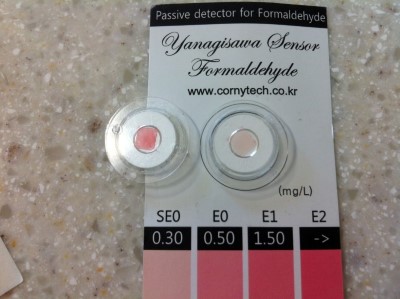 Passive detector for Formaldehyde
Yanagisawa Sensor
Formaldehyde
www.cornytech.co.kr
(mg/L)
SE0 E0 E1 E2
0.30 0.50 1.50 ->